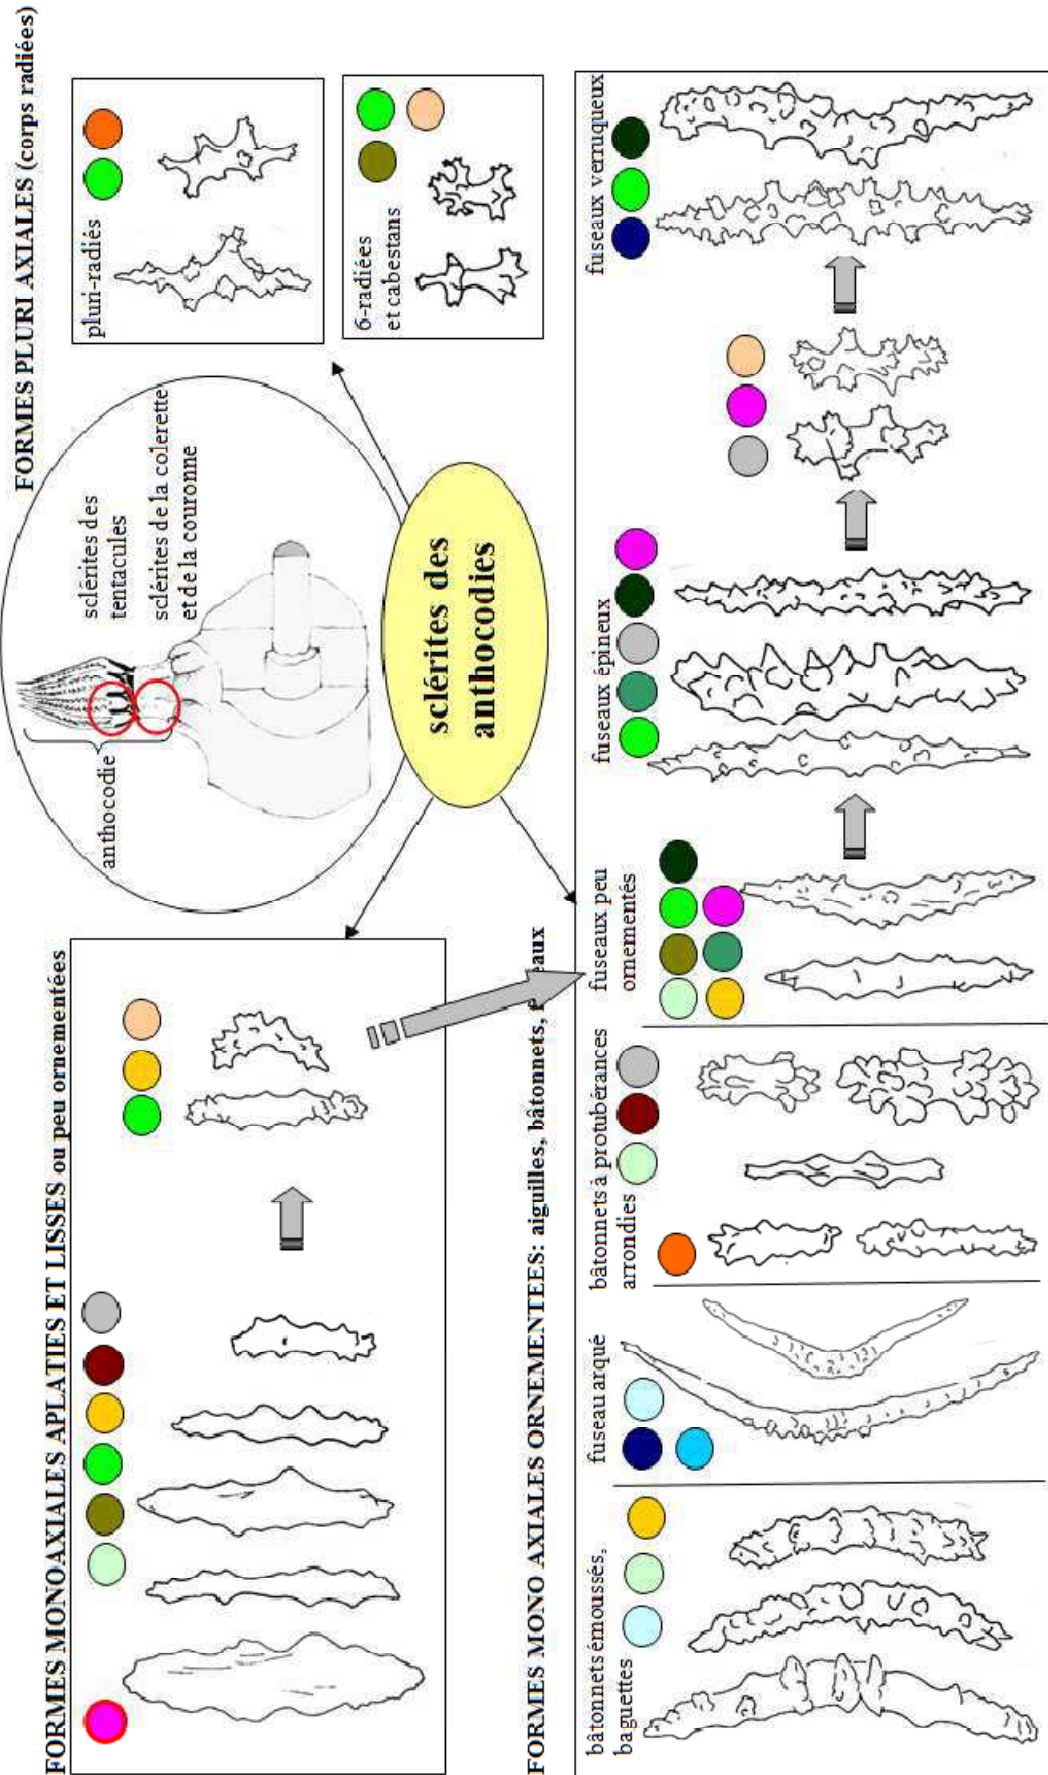 FORMES MONOAXIALES APLATIES ET LISSES ou peu ornementées
anthocodie
sclérites des
tentacules
sclérites de la colerette
et de la couronne
FORMES PLURI AXIALES (corps radiées)
pluri-radiés
6-radiées
et cabestans
sclérites des
anthocodies
FORMES MONO AXIALES ORNEMENTEES: aiguilles, bâtonnets,
bâtonnets émoussés,
baguettes
fuseau arqué
bâtonnets à protubérances
arrondies
fuseaux peu
ornementés
fuseaux épineux
fuseaux verruqueux